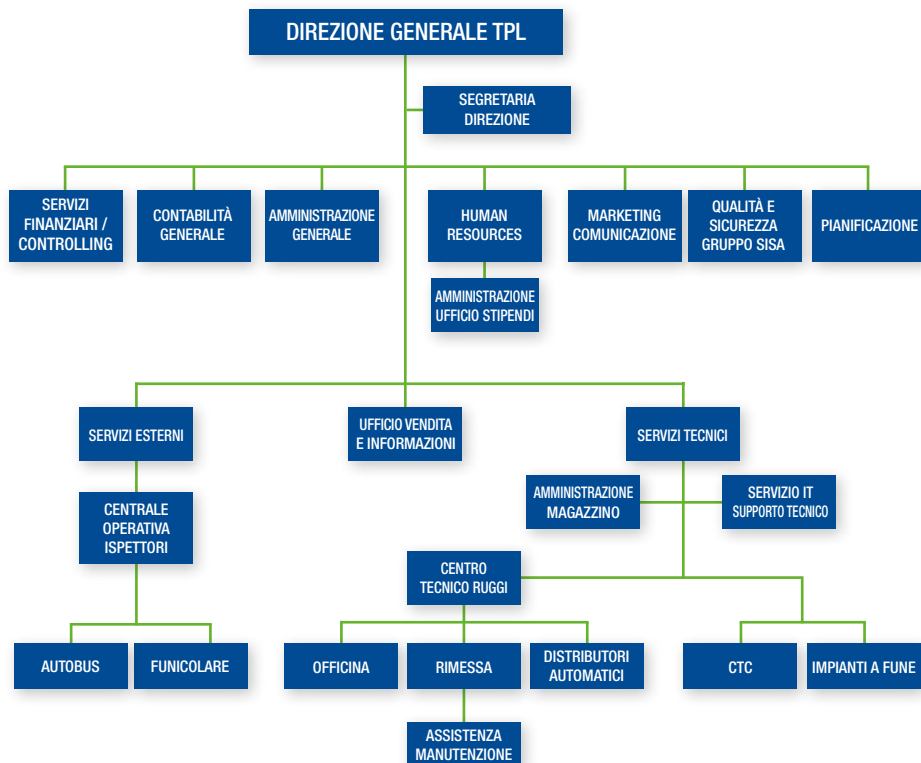 DIREZIONE GENERALE TPL
SEGRETARIA
DIREZIONE
SERVIZI
FINANZIARI /
CONTROLLING
CONTABILITÀ
GENERALE
AMMINISTRAZIONE
GENERALE
HUMAN
RESOURCES
MARKETING
COMUNICAZIONE
QUALITÀ E
SICUREZZA
GRUPPO SISA
PIANIFICAZIONE
AMMINISTRAZIONE
UFFICIO STIPENDI
SERVIZI ESTERNI
UFFICIO VENDITA
E INFORMAZIONI
SERVIZI TECNICI
CENTRALE
OPERATIVA
ISPETTORI
AMMINISTRAZIONE
MAGAZZINO
SERVIZIO IT
SUPPORTO TECNICO
CENTRO
TECNICO RUGGI
AUTOBUS
FUNICOLARE
OFFICINA
RIMESSA
DISTRIBUTORI
AUTOMATICI
CTC
IMPIANTI A FUNE
ASSISTENZA
MANUTENZIONE